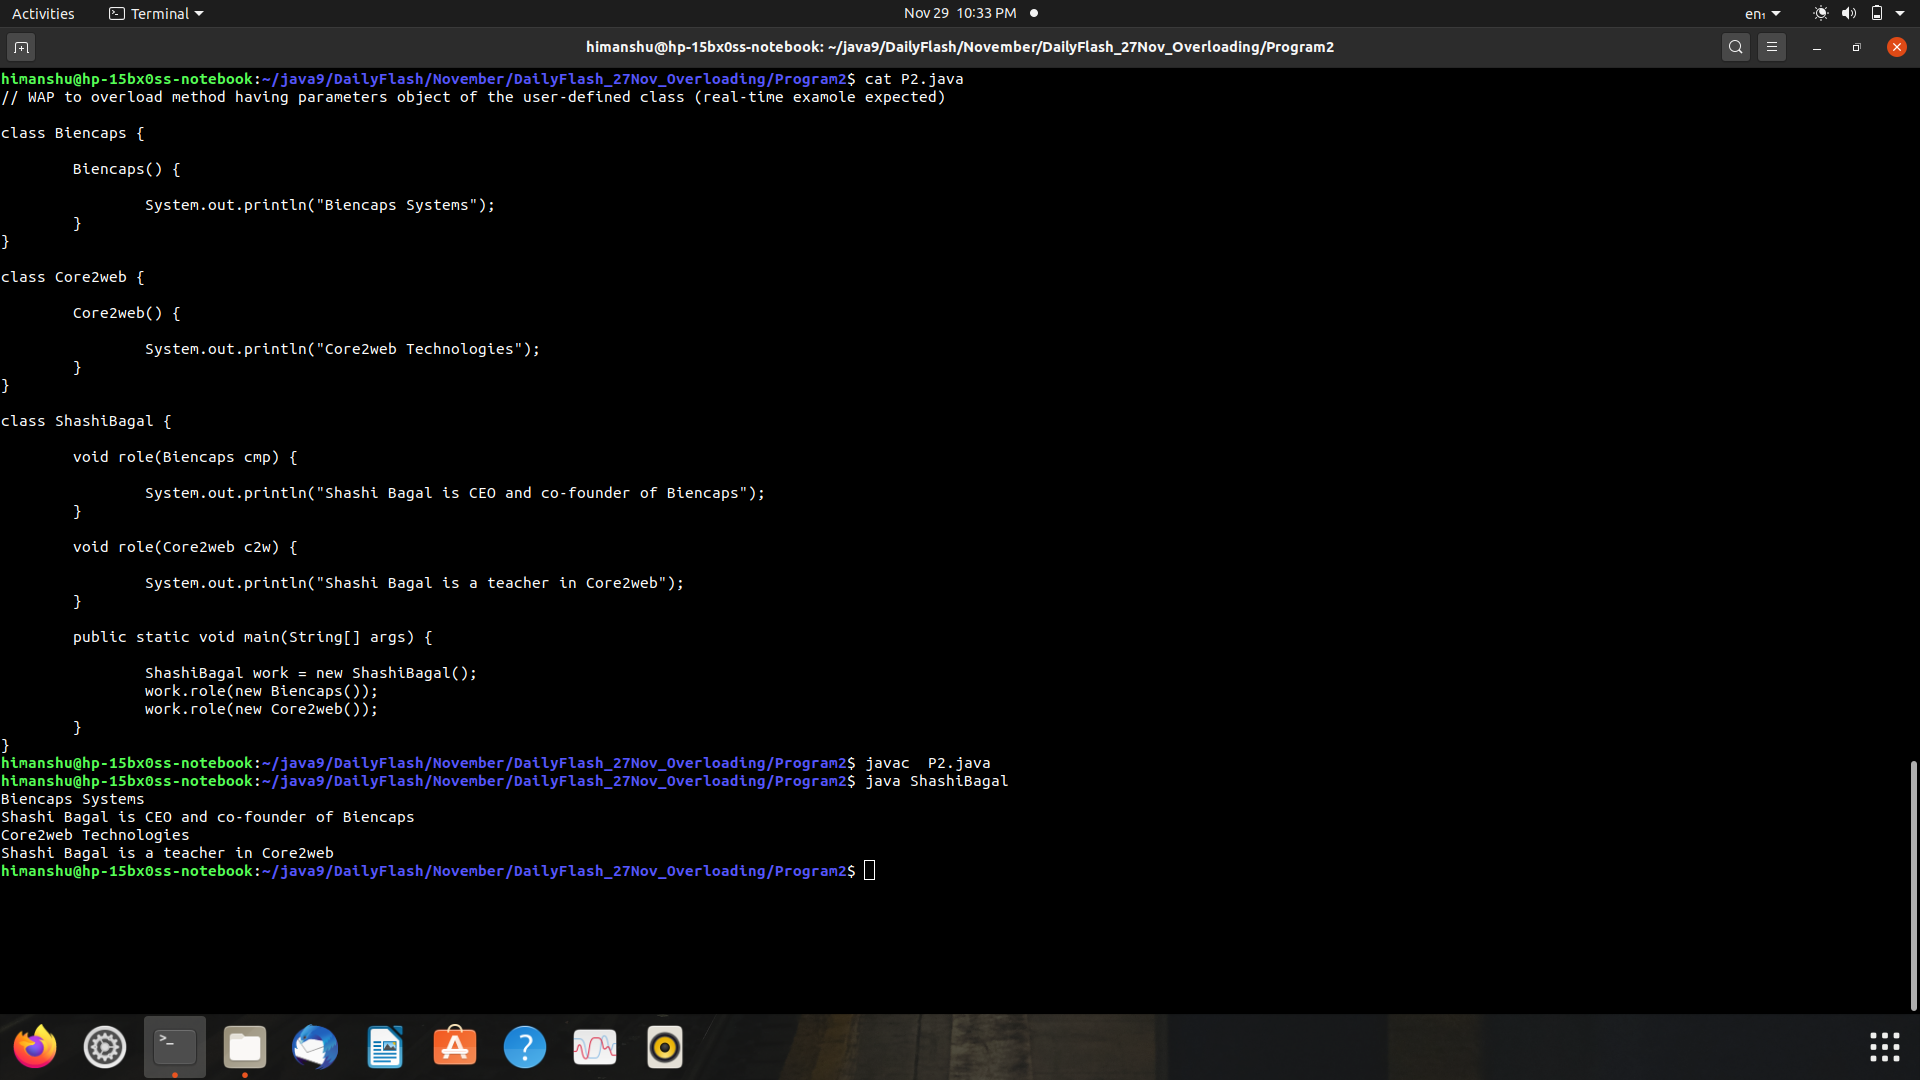 Activities Terminal Nov 29 10:33 PM en₁
himanshu@hp-15bx0ss-notebook: ~/java9/DailyFlash/November/DailyFlash_27Nov_Overloading/Program2
himanshu@hp-15bx0ss-notebook:~/java9/DailyFlash/November/DailyFlash_27Nov_Overloading/Program2$ cat P2.java
// WAP to overload method having parameters object of the user-defined class (real-time examole expected)
class Biencaps {
Biencaps() {
System.out.println("Biencaps Systems");
}
}
class Core2web {
Core2web() {
System.out.println("Core2web Technologies");
}
}
class ShashiBagal {
void role(Biencaps cmp) {
System.out.println("Shashi Bagal is CEO and co-founder of Biencaps");
}
void role(Core2web c2w) {
System.out.println("Shashi Bagal is a teacher in Core2web");
}
public static void main(String[] args) {
ShashiBagal work = new ShashiBagal();
work.role(new Biencaps());
work.role(new Core2web());
}
}
himanshu@hp-15bx0ss-notebook:~/java9/DailyFlash/November/DailyFlash_27Nov_Overloading/Program2$ javac  P2.java
himanshu@hp-15bx0ss-notebook:~/java9/DailyFlash/November/DailyFlash_27Nov_Overloading/Program2$ java ShashiBagal
Biencaps Systems
Shashi Bagal is CEO and co-founder of Biencaps
Core2web Technologies
Shashi Bagal is a teacher in Core2web
himanshu@hp-15bx0ss-notebook:~/java9/DailyFlash/November/DailyFlash_27Nov_Overloading/Program2$